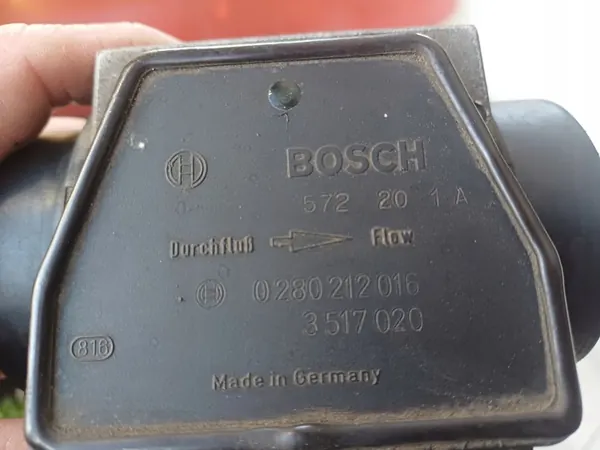 BOSCH
572 20 1 A
Durchfluß Flow
0 280 212 016
3 517 020
816
Made in Germany